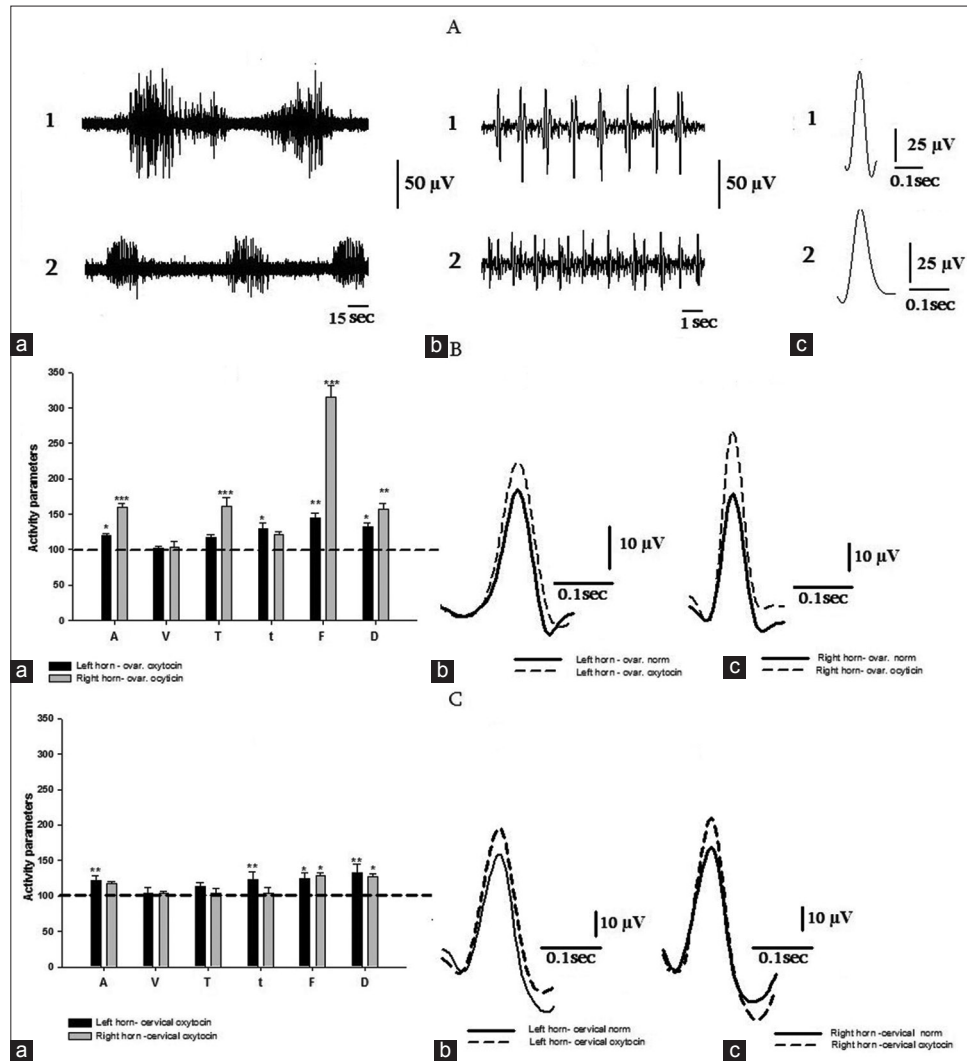 A
1
1
1
25 µV
0.1sec
50 µV
50 µV
2
2
2
25 µV
0.1sec
15 sec
1 sec
a
b
c
B
350
300
250
200
150
100
50
0
Activity parameters
*
***
***
*
**
***
*
**
A V T t F D
Left horn - ovar. oxytocin
Right horn- ovar. ocyticin
a
10 µV
0.1sec
Left horn- ovar. norm
Left horn- ovar. oxytocin
b
10 µV
0.1sec
Right horn- ovar. norm
Right horn- ovar. ocyticin
c
C
350
300
250
200
150
100
50
0
Activity parameters
**
**
*
*
**
*
A V T t F D
Left horn- cervical oxytocin
Right horn -cervical oxytocin
a
10 µV
0.1sec
Left horn- cervical norm
Left horn- cervical oxytocin
b
10 µV
0.1sec
Right horn -cervical norm
Right horn -cervical oxytocin
c